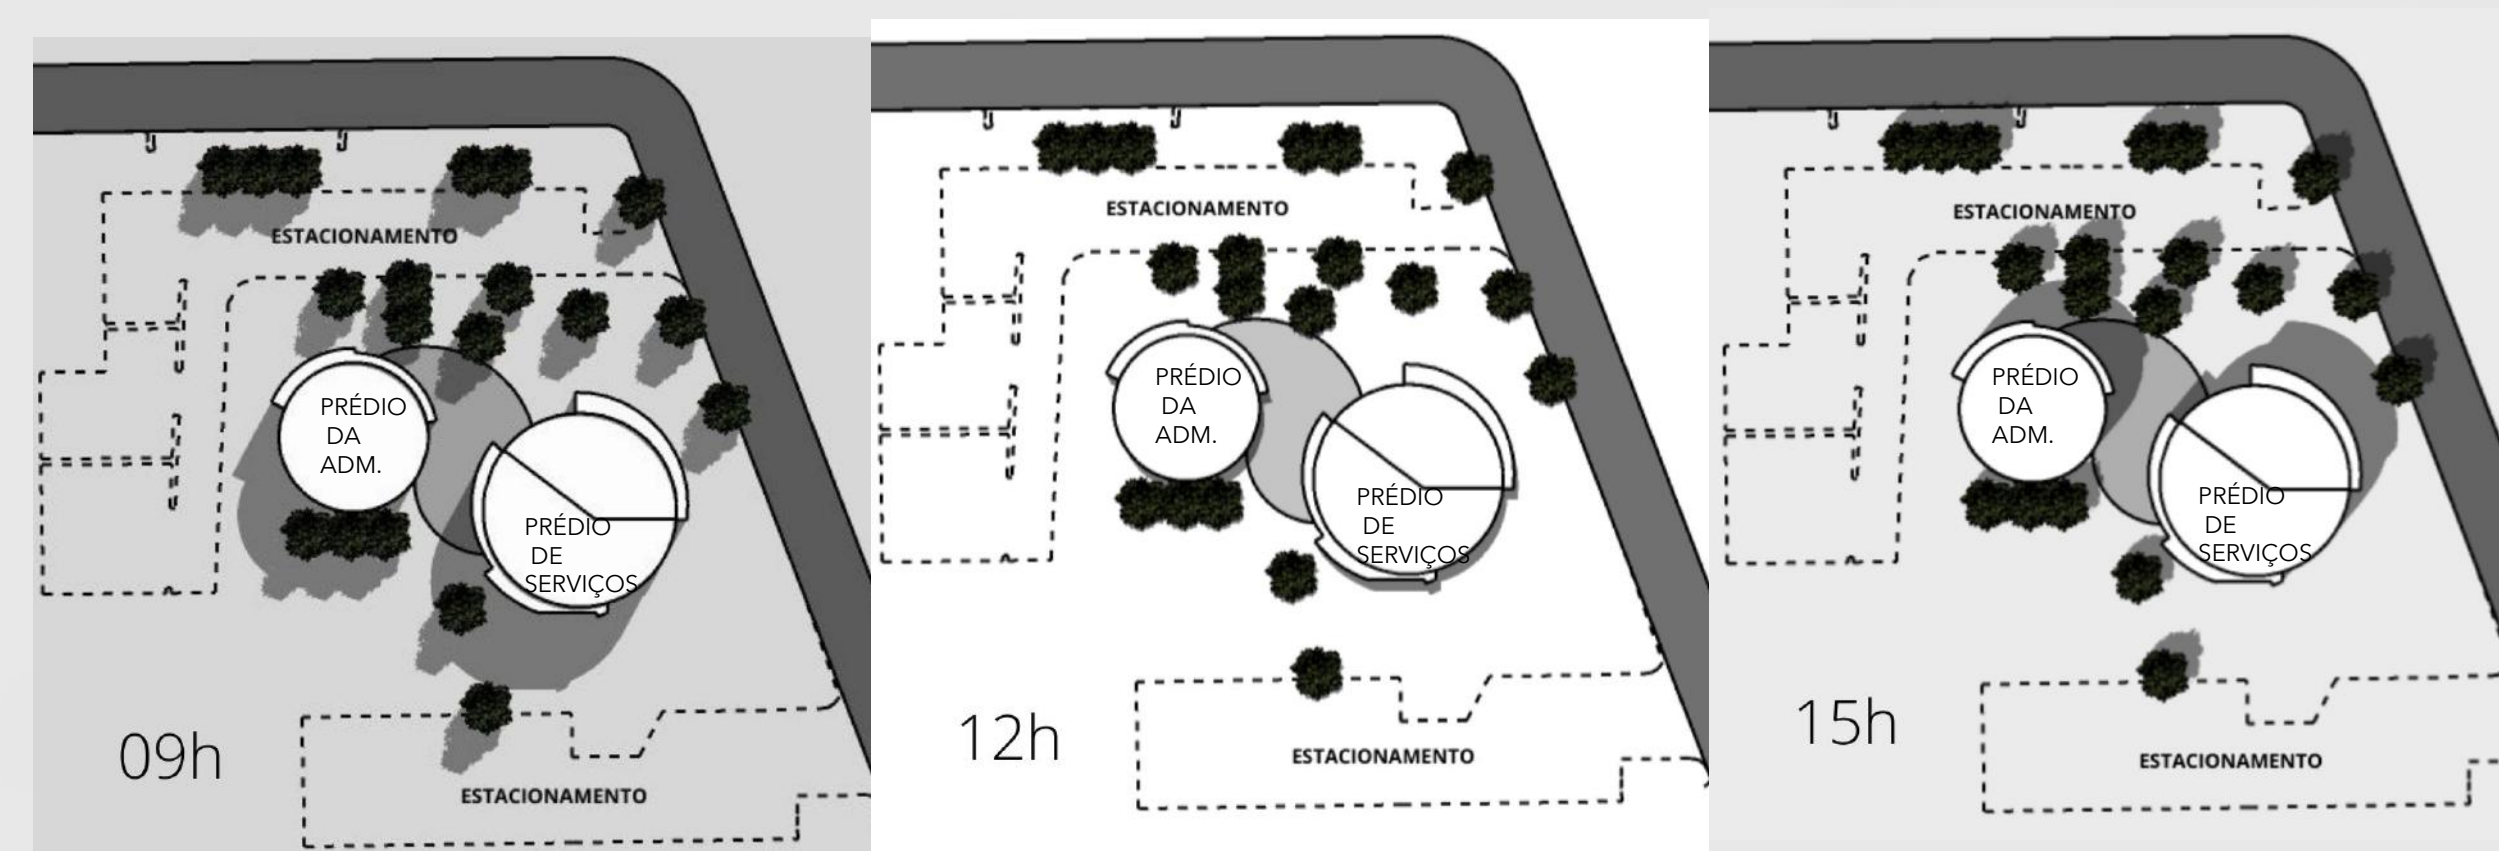 ESTACIONAMENTO
PRÉDIO
DA
ADM.
PRÉDIO
DE
SERVIÇOS
09h
ESTACIONAMENTO
ESTACIONAMENTO
PRÉDIO
DA
ADM.
PRÉDIO
DE
SERVIÇOS
12h
ESTACIONAMENTO
ESTACIONAMENTO
PRÉDIO
DA
ADM.
PRÉDIO
DE
SERVIÇOS
15h
ESTACIONAMENTO